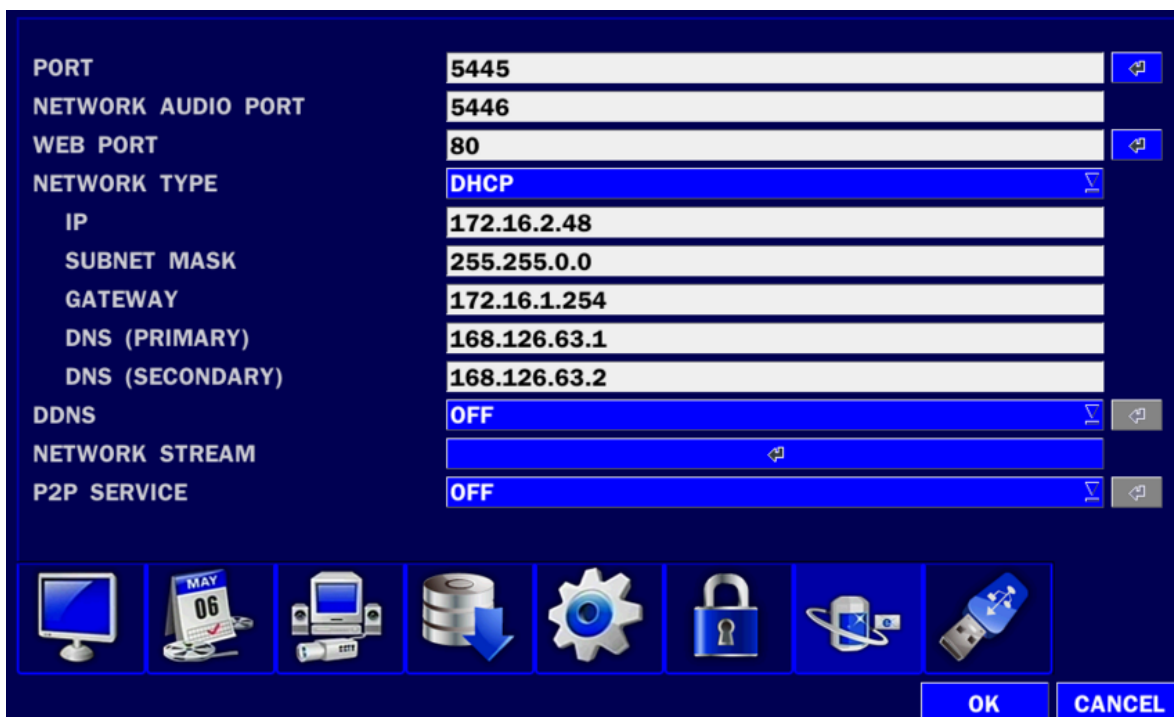 PORT 5445
NETWORK AUDIO PORT 5446
WEB PORT 80
NETWORK TYPE DHCP
IP 172.16.2.48
SUBNET MASK 255.255.0.0
GATEWAY 172.16.1.254
DNS (PRIMARY) 168.126.63.1
DNS (SECONDARY) 168.126.63.2
DDNS OFF
NETWORK STREAM
P2P SERVICE OFF
MAY
06
CCTV
e
OK CANCEL